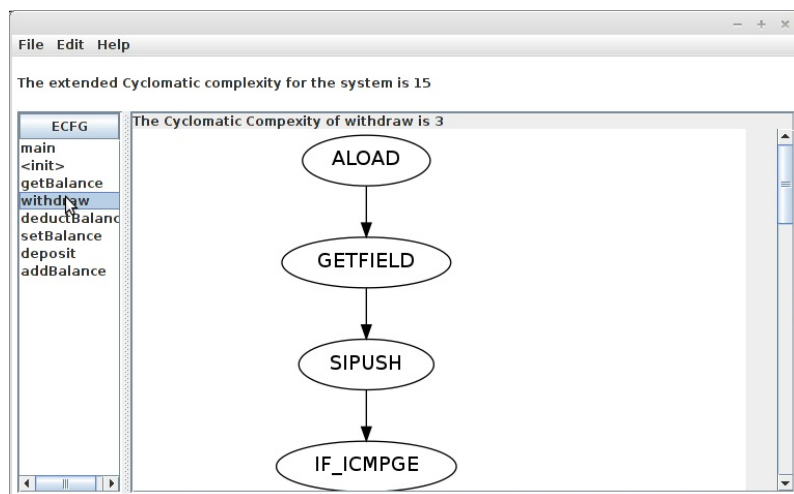 File Edit Help
The extended Cyclomatic complexity for the system is 15
ECFG
main
<init>
getBalance
withdraw
deductBalanc
setBalance
deposit
addBalance
The Cyclomatic Compexity of withdraw is 3
ALOAD
GETFIELD
SIPUSH
IF_ICMPGE